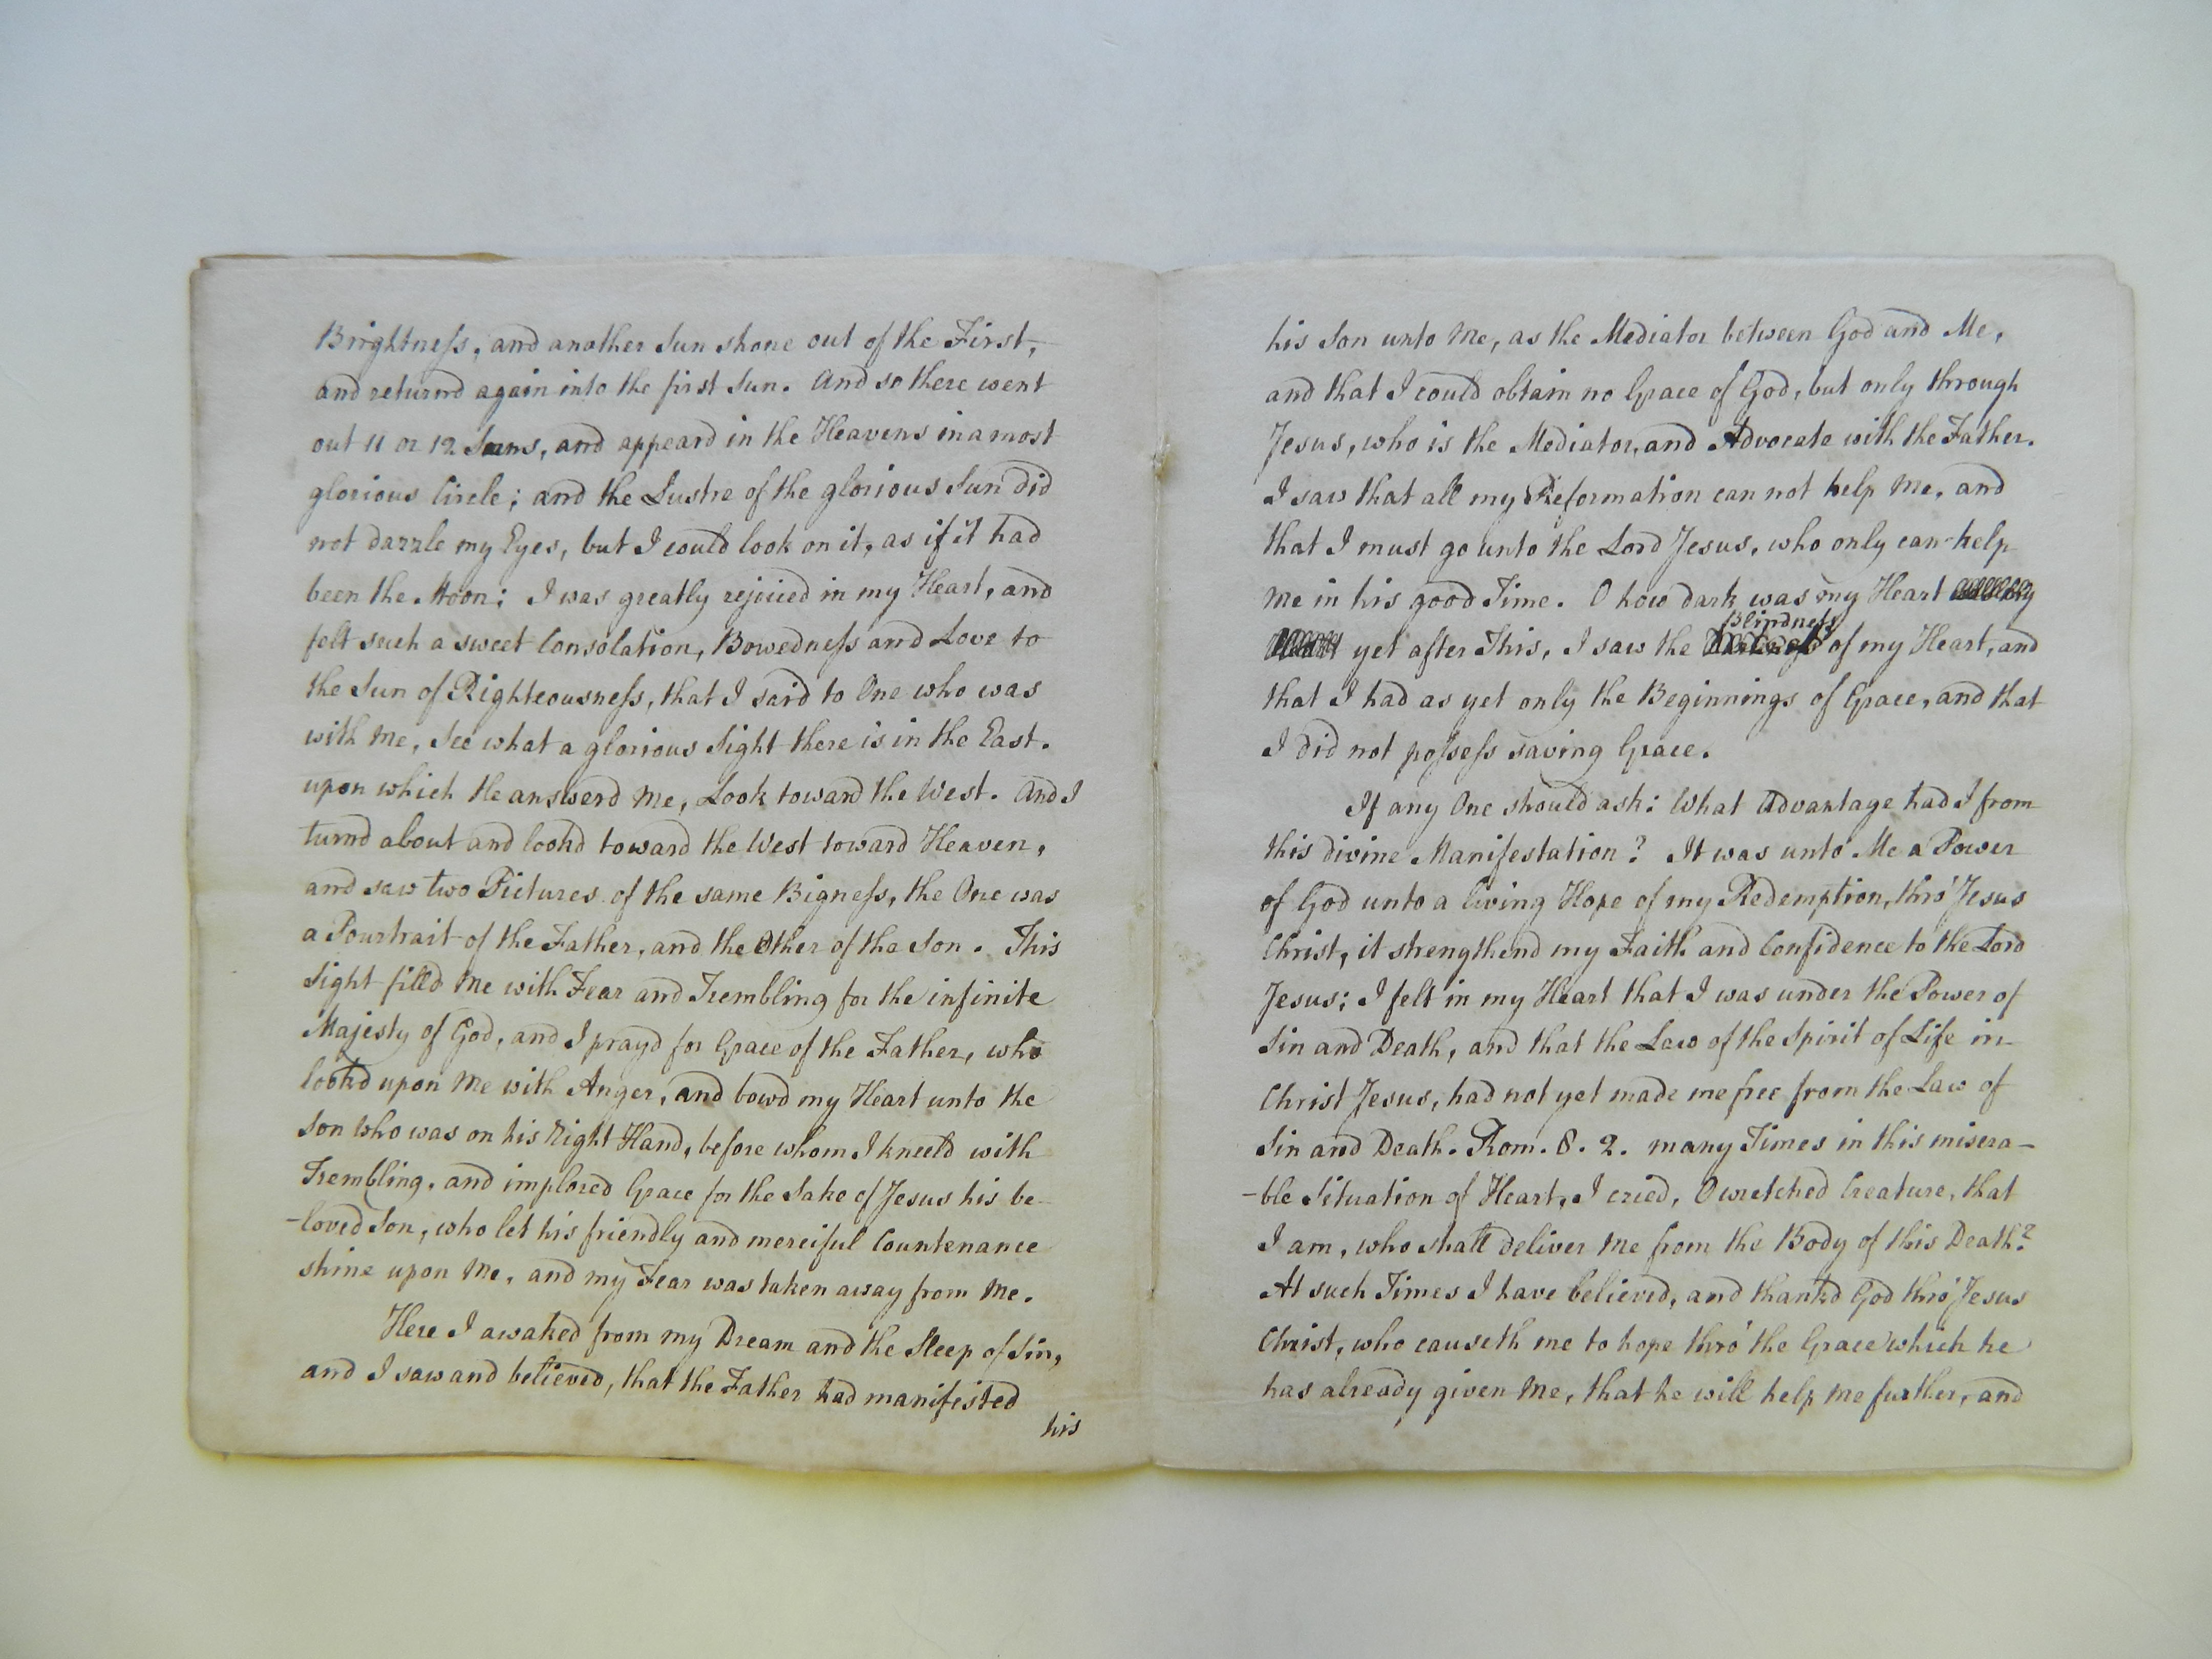 Brightness, and another Sun shone out of the First,
and returnd again into the first Sun. And so there went
out 11 or 12 Suns, and appeard in the Heavens in a most
glorious Circle; and the Lustre of the glorious Sun did
not dazzle my Eyes, but I could look on it, as if it had
been the Moon; I was greatly rejoiced in my Heart, and
felt such a sweet Consolation, Bowedness and Love to
the Sun of Righteousness, that I said to One who was
with Me, See what a glorious Sight there is in the East.
upon which He answerd Me, Look toward the West. And I
turnd about and lookd toward the West toward Heaven,
and saw two Pictures of the same Bigness, the One was
a Pourtrait of the Father, and the Other of the Son. This
Sight filld Me with Fear and Trembling for the infinite
Majesty of God, and I prayd for Grace of the Father, who
lookd upon Me with Anger, and bowd my Heart unto the
Son who was on his Right Hand, before whom I kneeld with
Trembling, and implored Grace for the Sake of Jesus his be-
-loved Son, who let his friendly and merciful Countenance
shine upon Me, and my Fear was taken away from Me.
Here I awaked from my Dream and the Sleep of Sin,
and I saw and believed, that the Father had manifested
his
his Son unto Me, as the Mediator between God and Me,
and that I could obtain no Grace of God, but only through
Jesus, who is the Mediator, and Advocate with the Father.
I saw that all my Reformation can not help Me, and
that I must go unto the Lord Jesus, who only can help
Me in his good Time. O how dark was my Heart
Blindness
yet after This, I saw the of my Heart, and
that I had as yet only the Beginnings of Grace, and that
I did not possess saving Grace.
If any One should ask: What Advantage had I from
this divine Manifestation? It was unto Me a Power
of God unto a living Hope of my Redemption, thro' Jesus
Christ, it strengthend my Faith and Confidence to the Lord
Jesus; I felt in my Heart that I was under the Power of
Sin and Death, and that the Law of the Spirit of Life in
Christ Jesus, had not yet made me free from the Law of
Sin and Death. Rom. 8. 2. many Times in this misera-
-ble Situation of Heart, I cried, O wretched Creature, that
I am, who shall deliver Me from the Body of this Death?
At such Times I have believed, and thankd God thro' Jesus
Christ, who causeth me to hope thro' the Grace which he
has already given Me, that he will help Me further, and